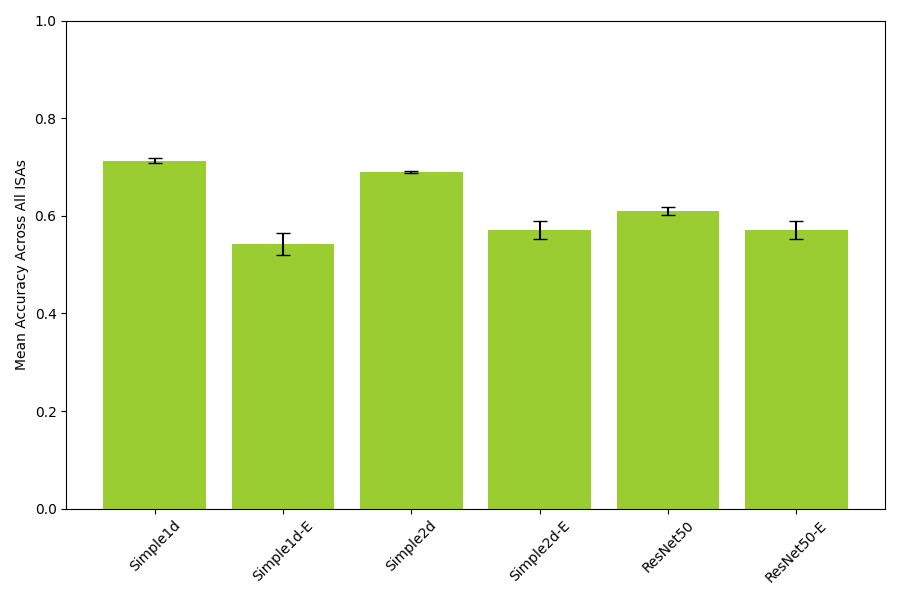 Mean Accuracy Across All ISAs
1.0
0.8
0.6
0.4
0.2
0.0
Simple1d
Simple1d-E
Simple2d
Simple2d-E
ResNet50
ResNet50-E